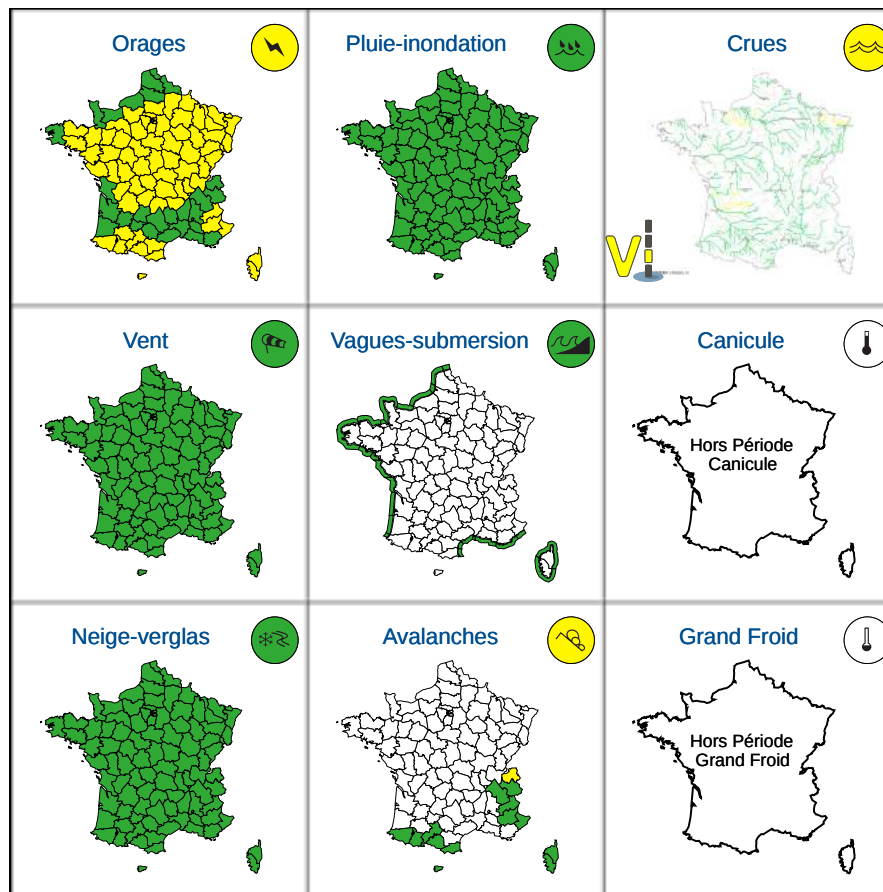 Orages
Pluie-inondation
Crues
Vi
Vent
Vagues-submersion
Canicule
Hors Période
Canicule
Neige-verglas
Avalanches
Grand Froid
Hors Période
Grand Froid